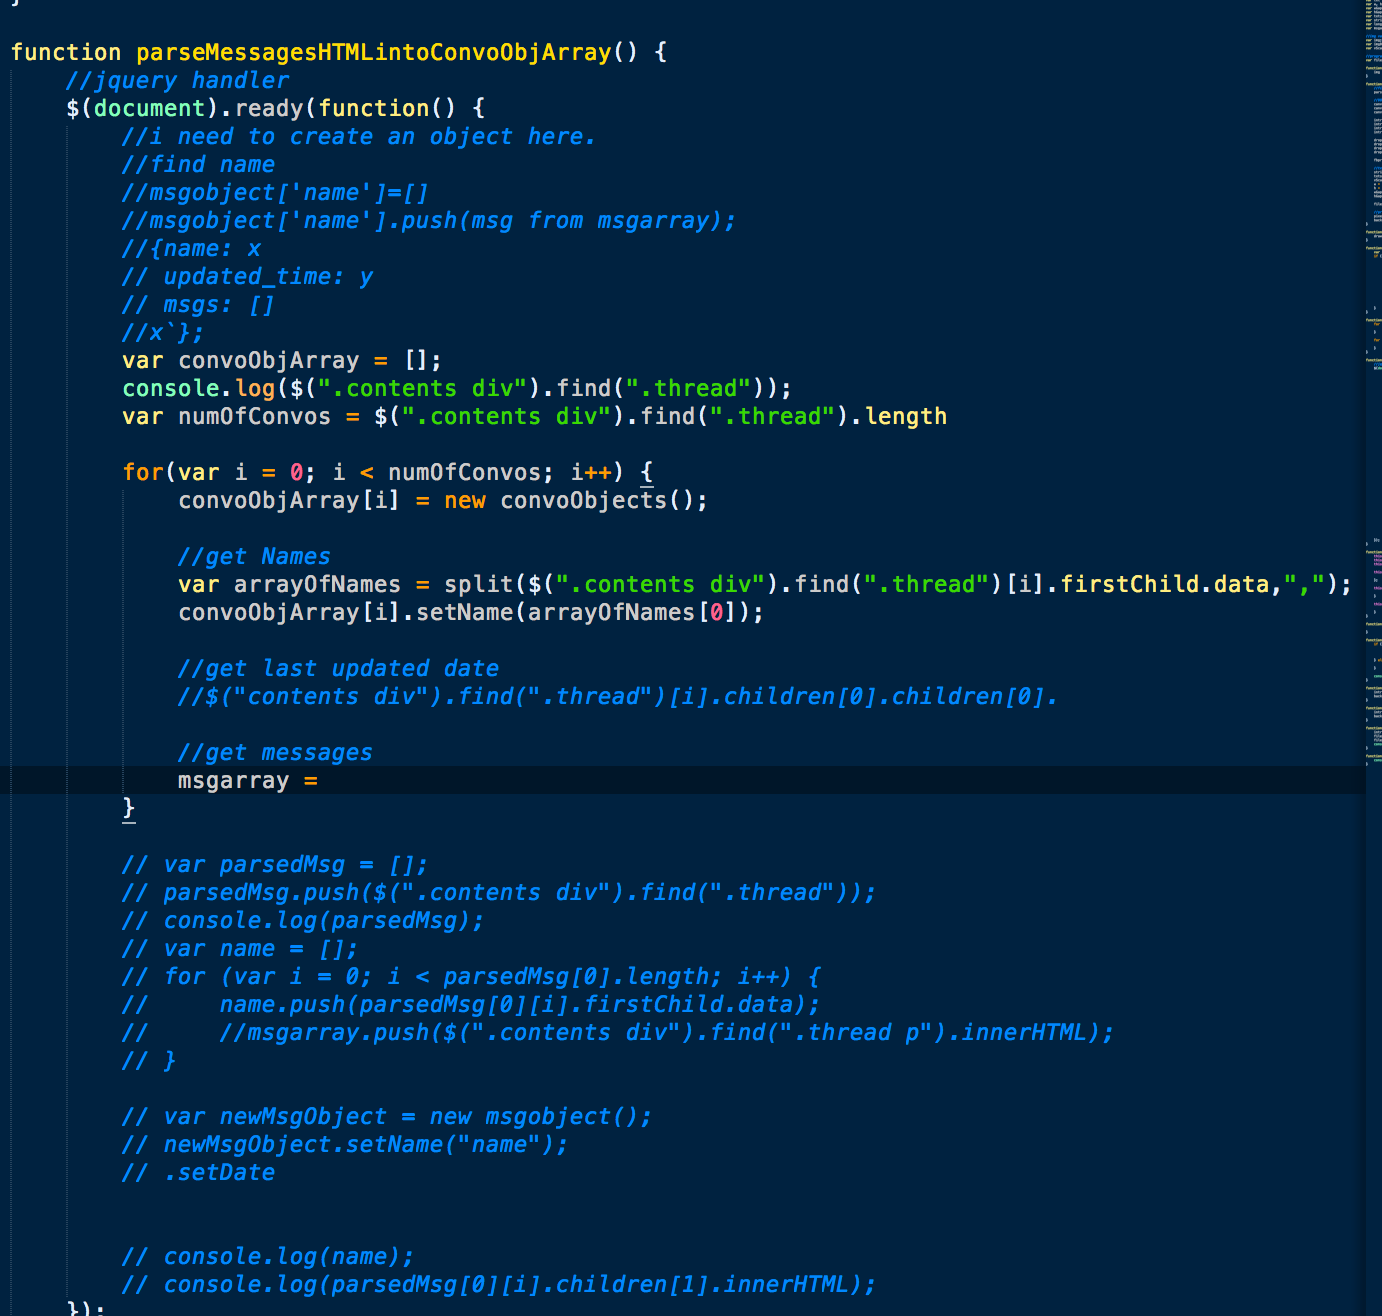 }
function parseMessagesHTMLintoConvoObjArray() {
//jquery handler
$(document).ready(function() {
//i need to create an object here.
//find name
//msgobject['name']=[]
//msgobject['name'].push(msg from msgarray);
//{name: x
// updated_time: y
// msgs: []
//x`};
var convoObjArray = [];
console.log($(".contents div").find(".thread"));
var numOfConvos = $(".contents div").find(".thread").length
for(var i = 0; i < numOfConvos; i++) {
convoObjArray[i] = new convoObjects();
//get Names
var arrayOfNames = split($(".contents div").find(".thread")[i].firstChild.data,",");
convoObjArray[i].setName(arrayOfNames[0]);
//get last updated date
//$("contents div").find(".thread")[i].children[0].children[0].
//get messages
msgarray =
}
// var parsedMsg = [];
// parsedMsg.push($(".contents div").find(".thread"));
// console.log(parsedMsg);
// var name = [];
// for (var i = 0; i < parsedMsg[0].length; i++) {
//     name.push(parsedMsg[0][i].firstChild.data);
//     //msgarray.push($(".contents div").find(".thread p").innerHTML);
// }
// var newMsgObject = new msgobject();
// newMsgObject.setName("name");
// .setDate
// console.log(name);
// console.log(parsedMsg[0][i].children[1].innerHTML);
});